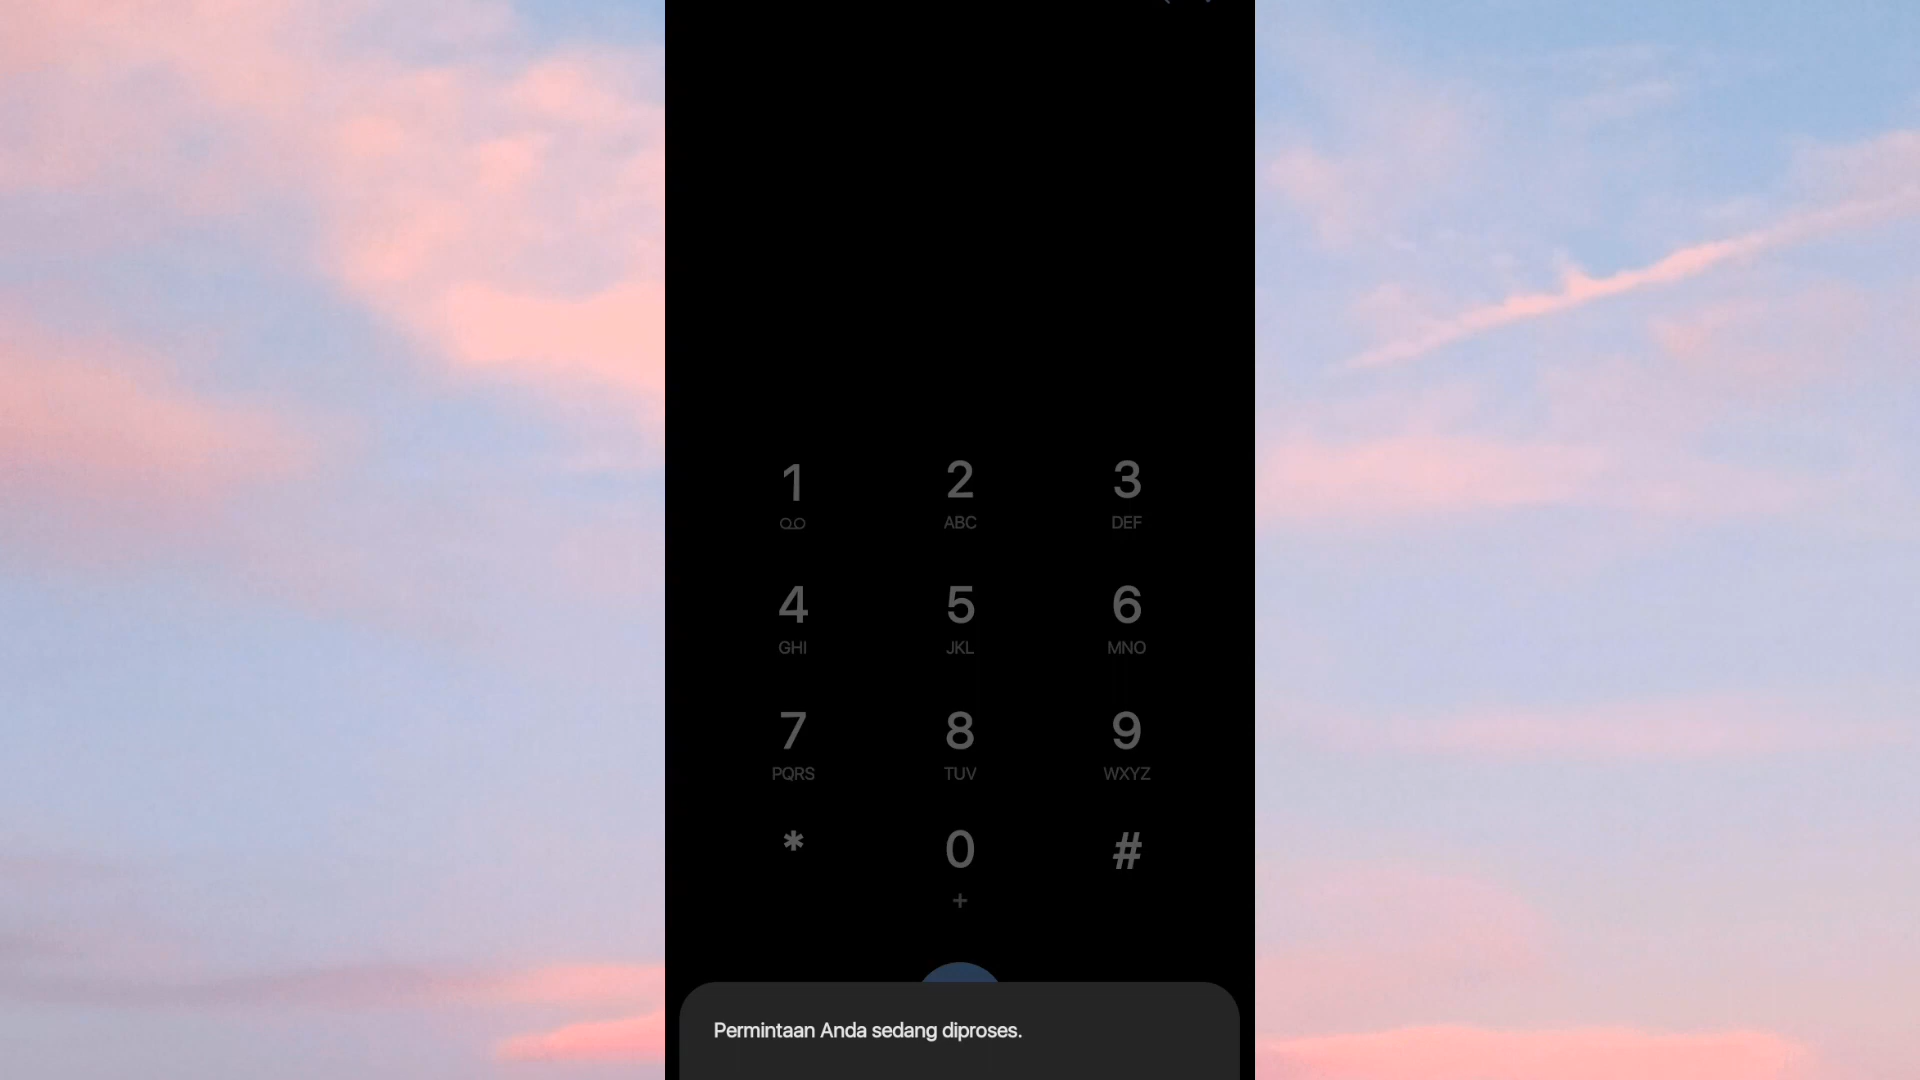 1 2 3
ABC DEF
4 5 6
GHI JKL MNO
7 8 9
PQRS TUV WXYZ
* 0 #
+
Permintaan Anda sedang diproses.